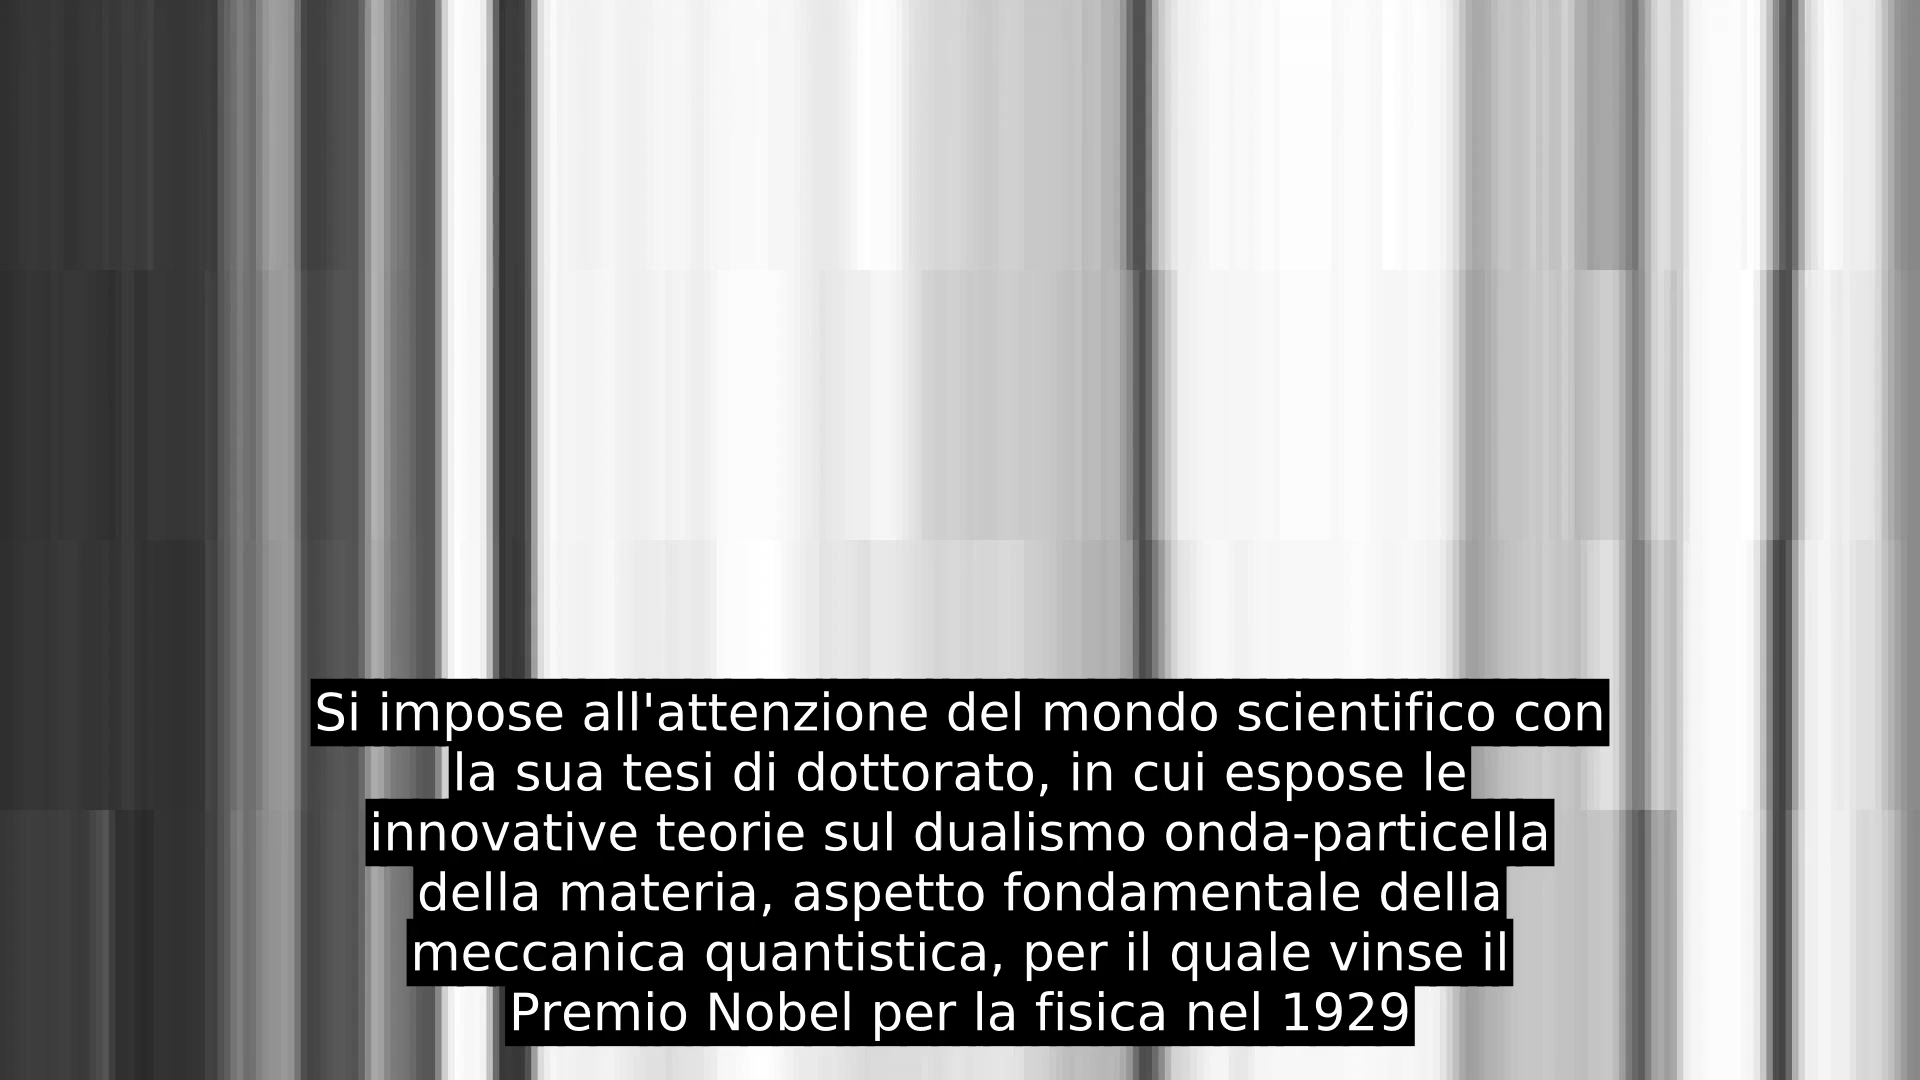 Si impose all'attenzione del mondo scientifico con
la sua tesi di dottorato, in cui espose le
innovative teorie sul dualismo onda-particella
della materia, aspetto fondamentale della
meccanica quantistica, per il quale vinse il
Premio Nobel per la fisica nel 1929